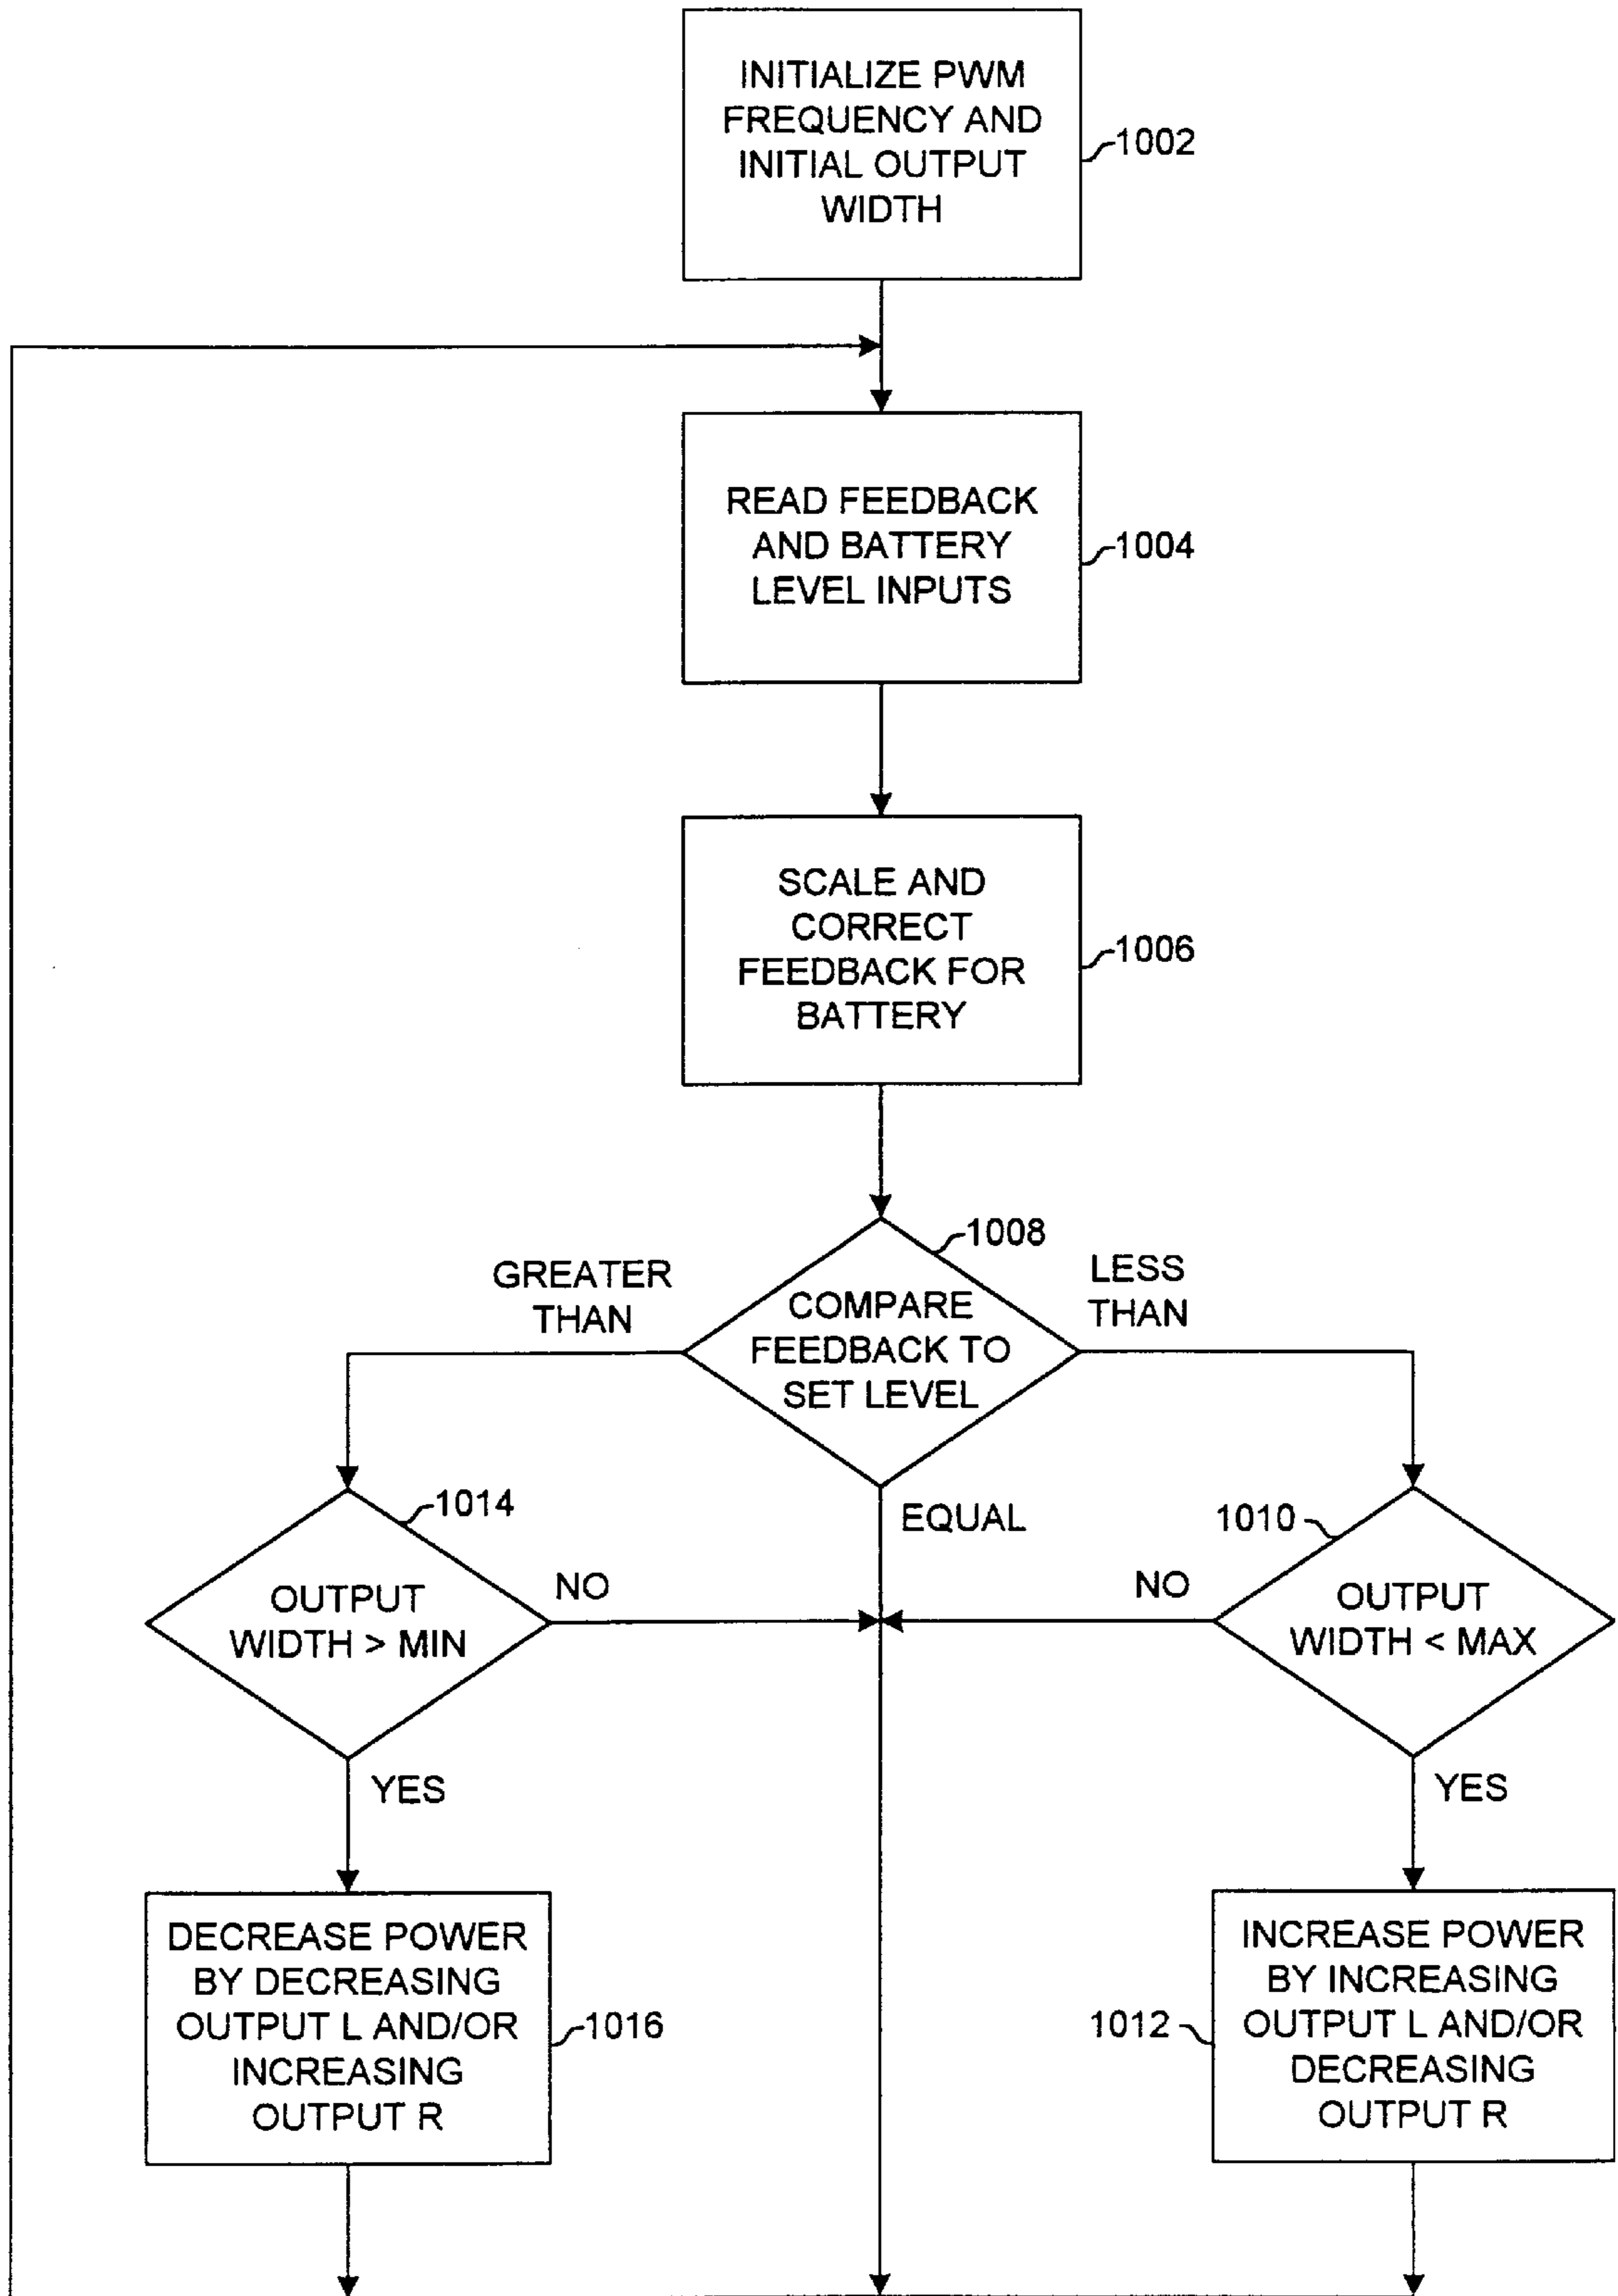 INITIALIZE PWM
FREQUENCY AND
INITIAL OUTPUT
WIDTH
1002
READ FEEDBACK
AND BATTERY
LEVEL INPUTS
1004
SCALE AND
CORRECT
FEEDBACK FOR
BATTERY
1006
1008
GREATER
THAN
COMPARE
FEEDBACK TO
SET LEVEL
LESS
THAN
EQUAL
1014
OUTPUT
WIDTH > MIN
NO
YES
1010
OUTPUT
WIDTH < MAX
NO
YES
DECREASE POWER
BY DECREASING
OUTPUT L AND/OR
INCREASING
OUTPUT R
1016
INCREASE POWER
BY INCREASING
OUTPUT L AND/OR
DECREASING
OUTPUT R
1012